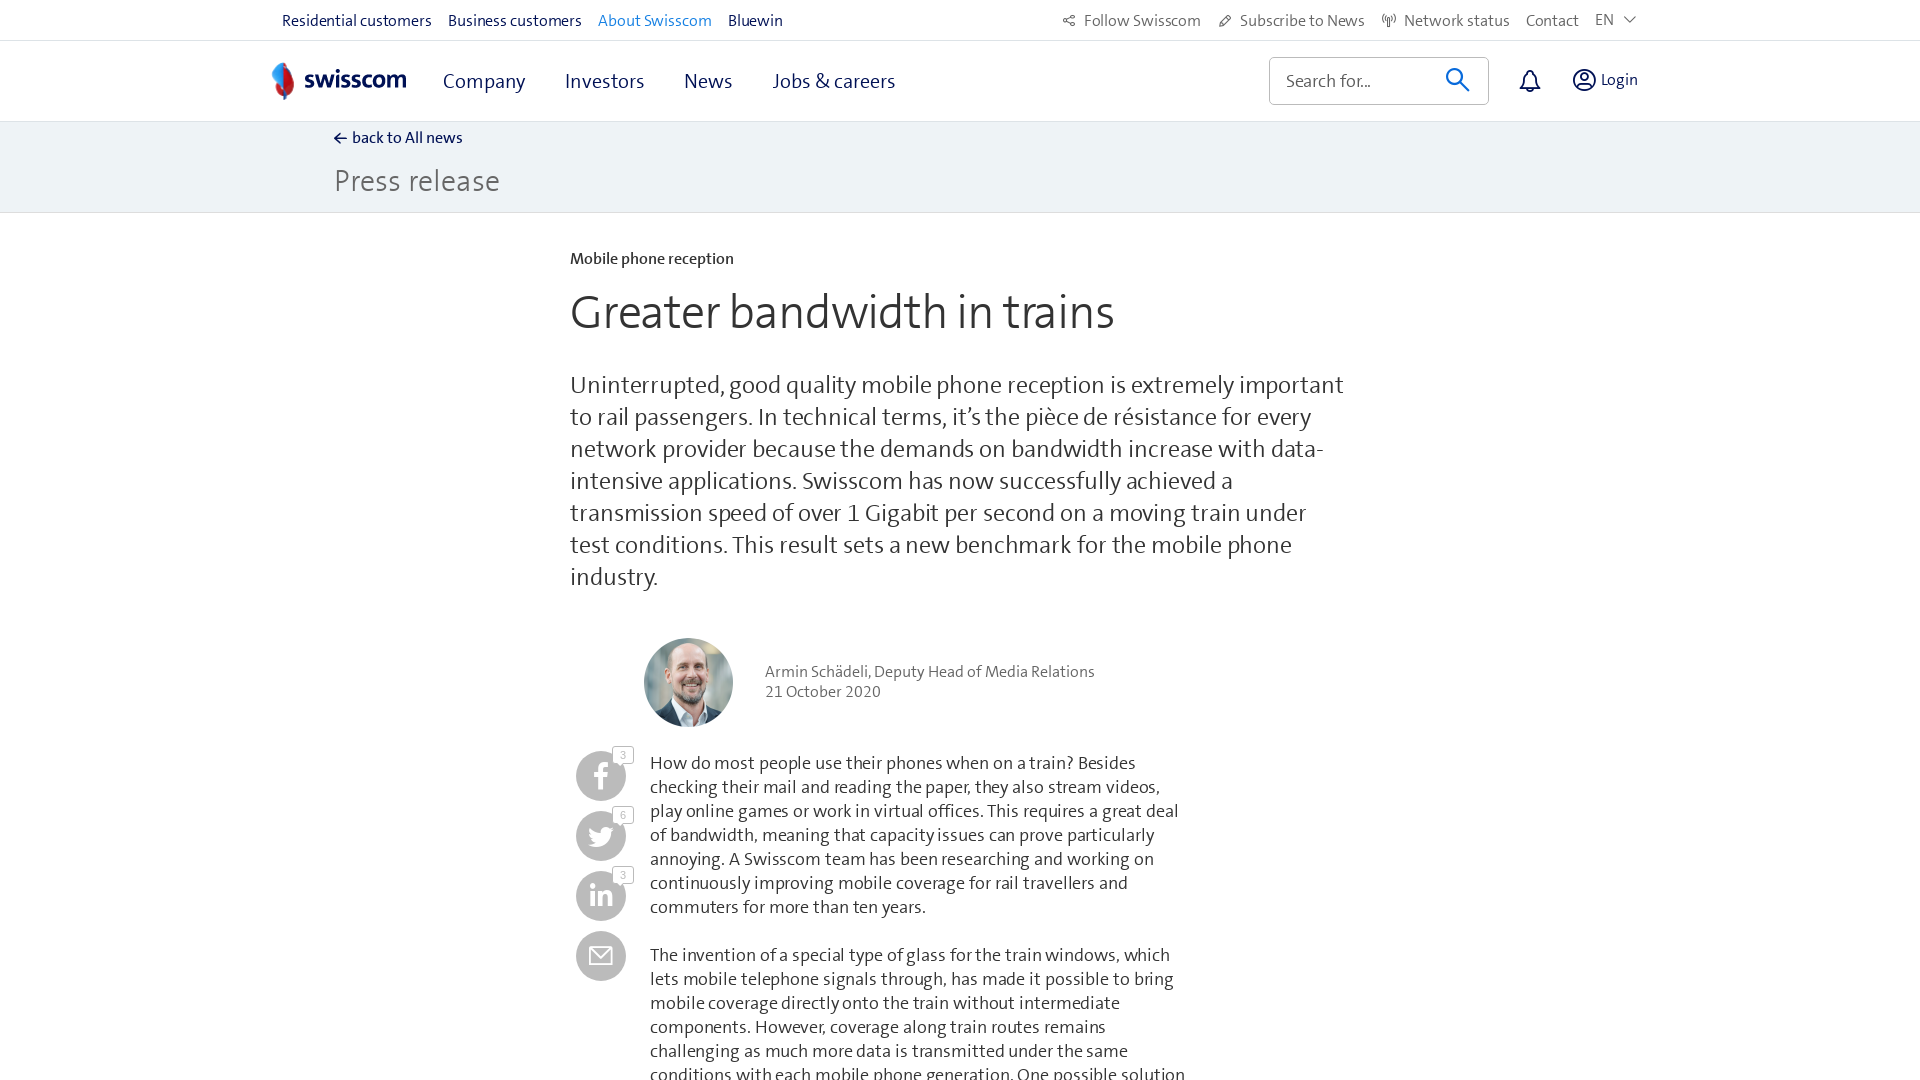 Residential customers Business customers About Swisscom Bluewin Follow Swisscom Subscribe to News Network status Contact EN
swisscom Company Investors News Jobs & careers Search for... Login
back to All news
Press release
Mobile phone reception
Greater bandwidth in trains
Uninterrupted, good quality mobile phone reception is extremely important
to rail passengers. In technical terms, it’s the pièce de résistance for every
network provider because the demands on bandwidth increase with data-
intensive applications. Swisscom has now successfully achieved a
transmission speed of over 1 Gigabit per second on a moving train under
test conditions. This result sets a new benchmark for the mobile phone
industry.
Armin Schädeli, Deputy Head of Media Relations
21 October 2020
3
6
3
How do most people use their phones when on a train? Besides
checking their mail and reading the paper, they also stream videos,
play online games or work in virtual offices. This requires a great deal
of bandwidth, meaning that capacity issues can prove particularly
annoying. A Swisscom team has been researching and working on
continuously improving mobile coverage for rail travellers and
commuters for more than ten years.
The invention of a special type of glass for the train windows, which
lets mobile telephone signals through, has made it possible to bring
mobile coverage directly onto the train without intermediate
components. However, coverage along train routes remains
challenging as much more data is transmitted under the same
conditions with each mobile phone generation. One possible solution